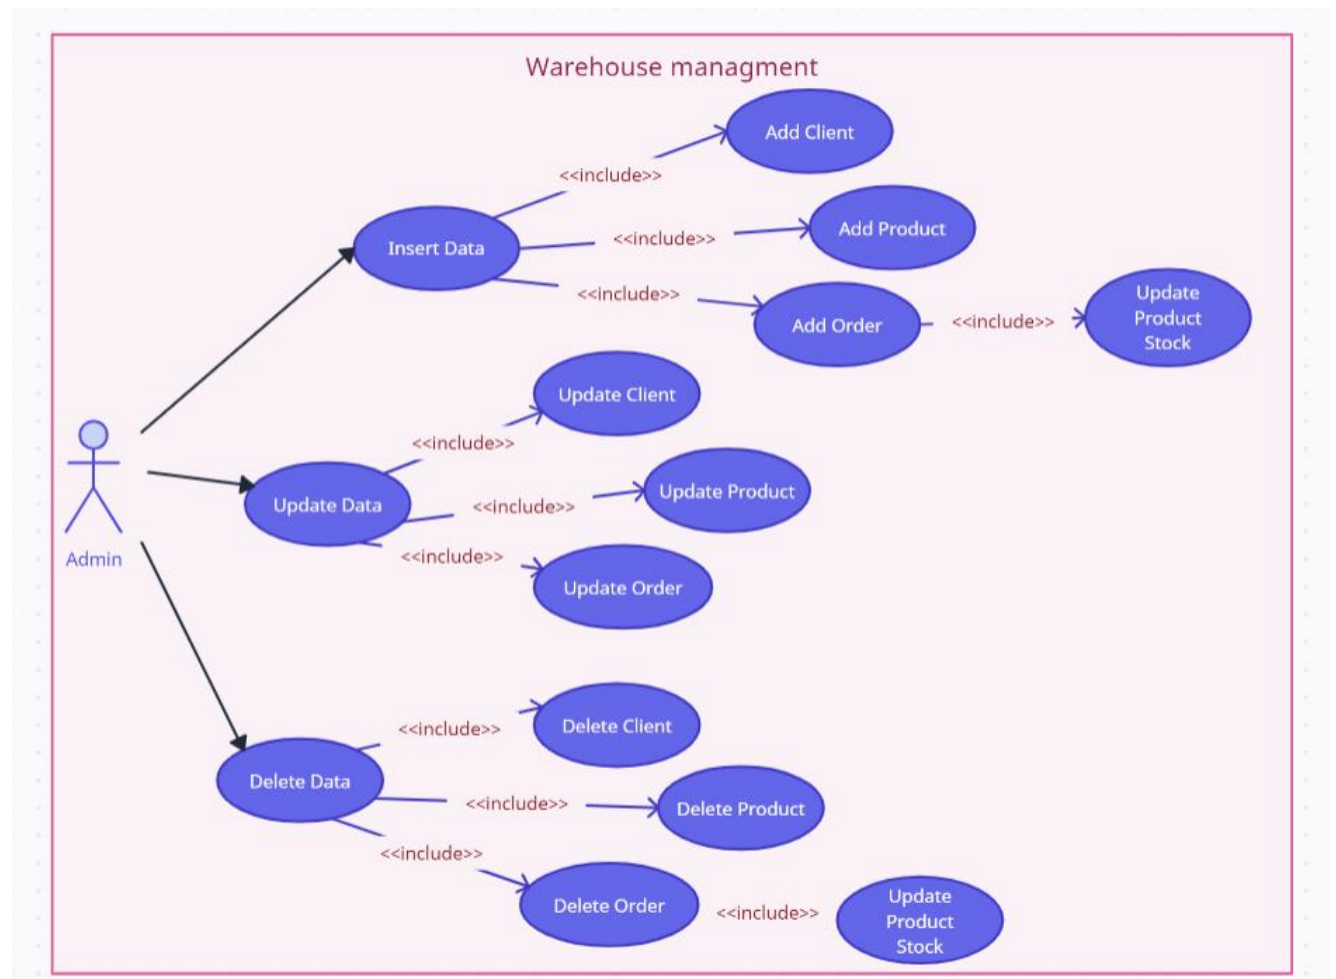 Warehouse managment
Add Client
<<include>>
Add Product
<<include>>
Insert Data
<<include>>
Add Order
<<include>>
Update
Product
Stock
Update Client
<<include>>
Update Product
<<include>>
Update Data
<<include>>
Admin
Update Order
Delete Client
<<include>>
Delete Data
<<include>>
Delete Product
<<include>>
Delete Order
<<include>>
Update
Product
Stock